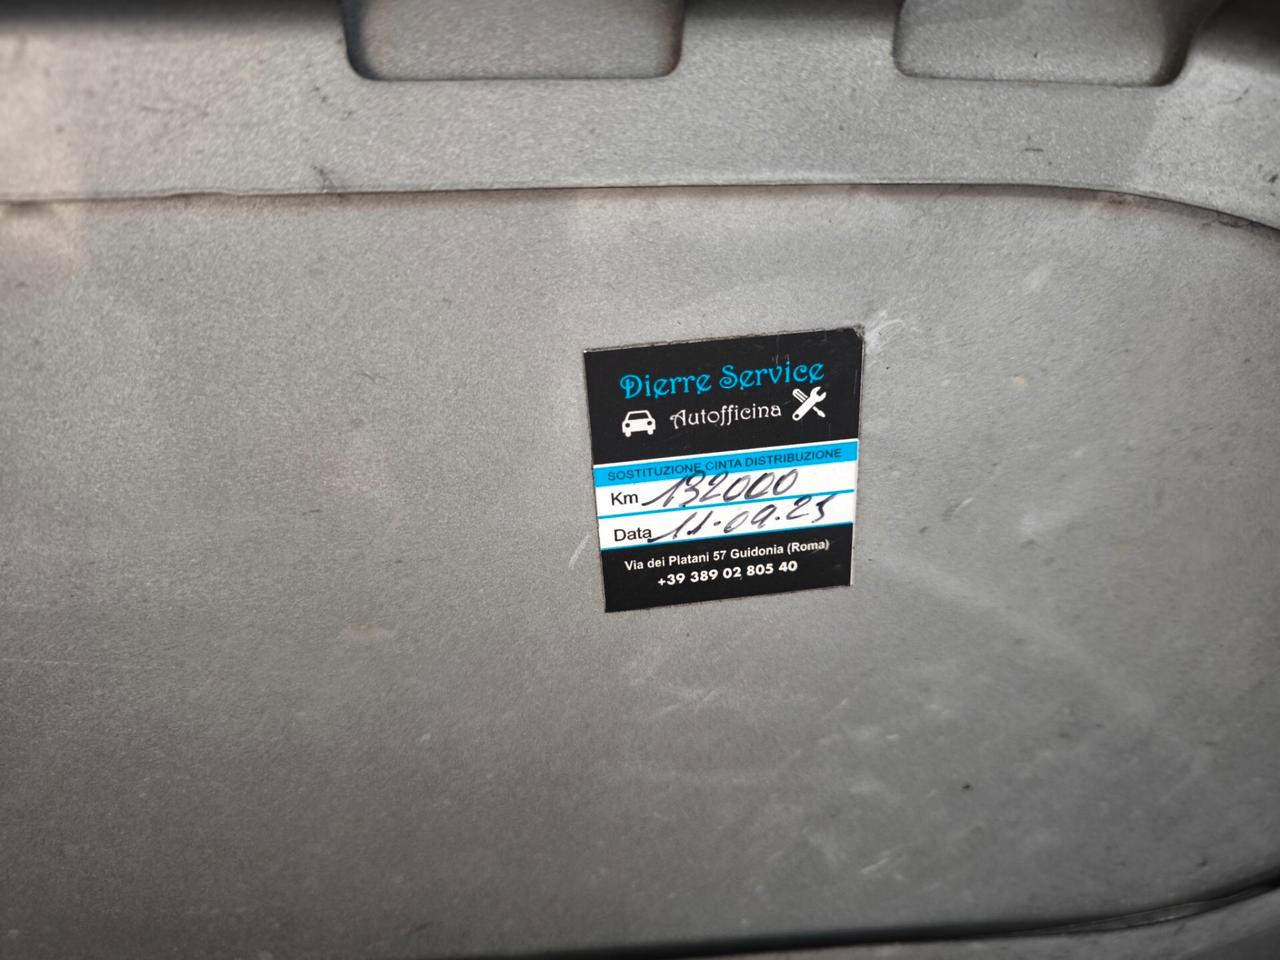 Dierre Service
Autofficina
SOSTITUZIONE CINTA DISTRIBUZIONE
Km 132000
Data 11.09.23
Via dei Platani 57 Guidonia (Roma)
+39 389 02 805 40